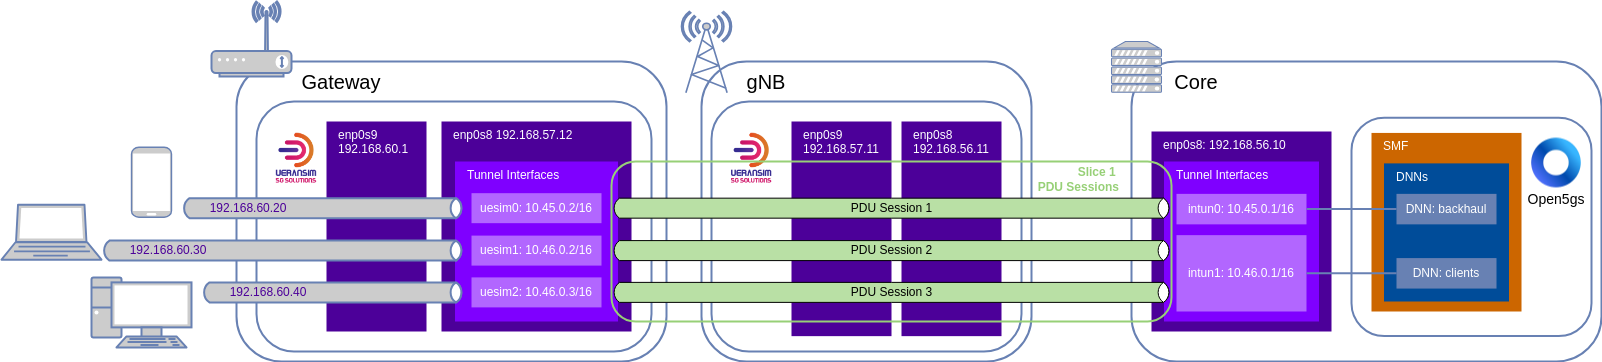 Gateway
enp0s9
192.168.60.1
enp0s8 192.168.57.12
Tunnel Interfaces
UERANSIM
5G SOLUTIONS
192.168.60.20
192.168.60.30
192.168.60.40
uesim0: 10.45.0.2/16
uesim1: 10.46.0.2/16
uesim2: 10.46.0.3/16
gNB
UERANSIM
5G SOLUTIONS
enp0s9
192.168.57.11
enp0s8
192.168.56.11
Slice 1
PDU Sessions
PDU Session 1
PDU Session 2
PDU Session 3
Core
enp0s8: 192.168.56.10
Tunnel Interfaces
intun0: 10.45.0.1/16
intun1: 10.46.0.1/16
SMF
DNNs
DNN: backhaul
DNN: clients
Open5gs